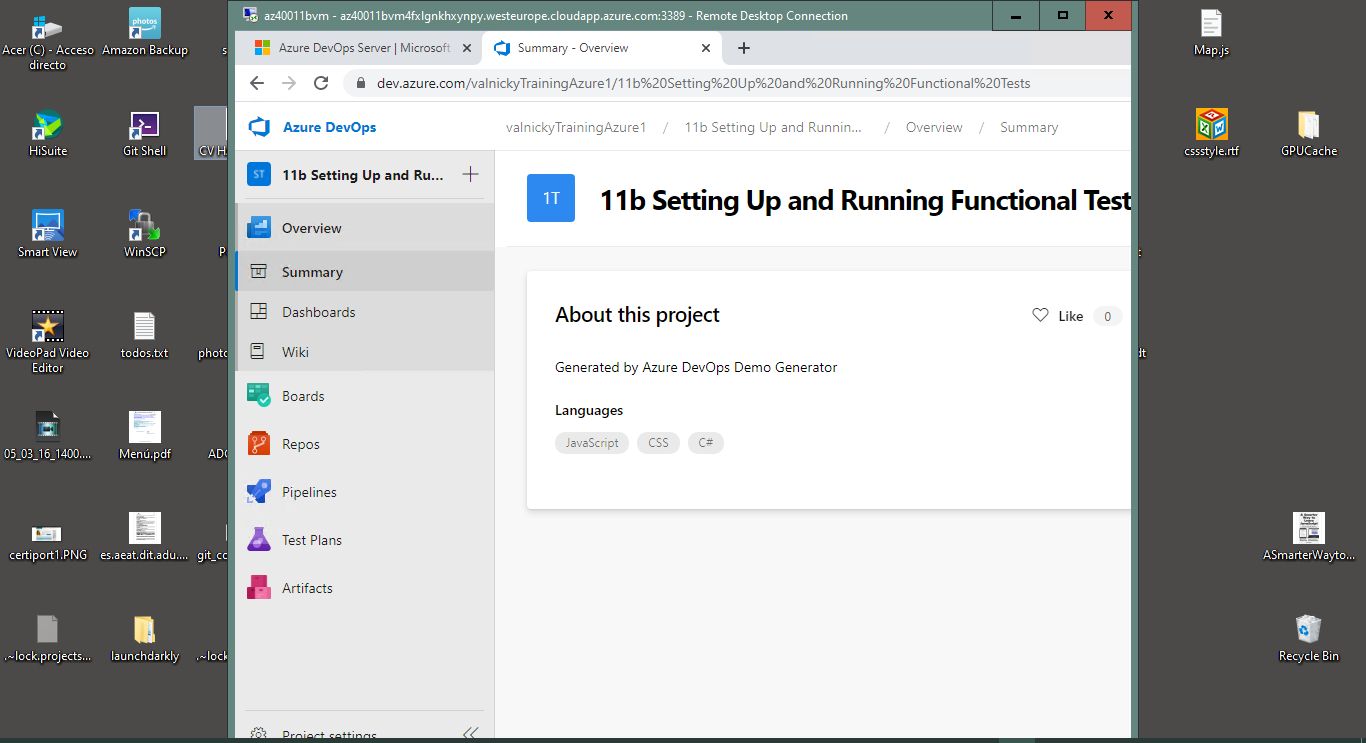 az40011bvm - az40011bvm4fxlgnkhxynpy.westeurope.cloudapp.azure.com:3389 - Remote Desktop Connection
Azure DevOps Server | Microsoft
Summary - Overview
dev.azure.com/valnickyTrainingAzure1/11b%20Setting%20Up%20and%20Running%20Functional%20Tests
Azure DevOps
valnickyTrainingAzure1 / 11b Setting Up and Runnin... / Overview / Summary
ST 11b Setting Up and Ru...
Overview
Summary
Dashboards
Wiki
Boards
Repos
Pipelines
Test Plans
Artifacts
Project settings
1T 11b Setting Up and Running Functional Test
About this project
Like 0
Generated by Azure DevOps Demo Generator
Languages
JavaScript CSS C#
Acer (C) - Acceso
directo
photos
Amazon Backup
s
HiSuite
Git Shell
CV H
Smart View
WinSCP
P
VideoPad Video
Editor
todos.txt
photo
05_03_16_1400....
Menú.pdf
ADC
certiport1.PNG
es.aeat.dit.adu....
git_cc
.~lock.projects...
launchdarkly
.~lock
Map.js
cssstyle.rtf
GPUCache
t
dt
ASmarterWayto...
Recycle Bin